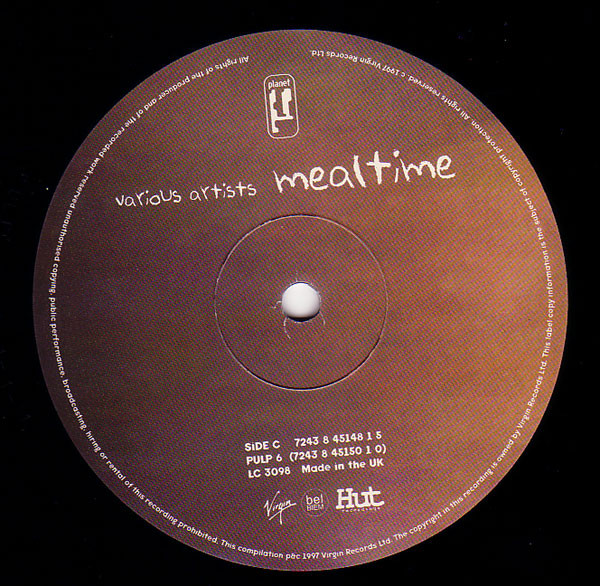 planet
various artists mealtime
SiDE C 7243 8 45148 1 5
PULP 6 (7243 8 45150 1 0)
LC 3098 Made in the UK
Virgin
bel
BIEM
Hut
RECORDINGS
All rights of the producer and of the recorded work reserved unauthorised copying, public performance, broadcasting, hiring or rental of this recording prohibited. This compilation p&c 1997 Virgin Records Ltd. The copyright in this recording is owned by Virgin Records Ltd. This label copy information is the subject of copyright protection. All rights reserved. c 1997 Virgin Records Ltd.